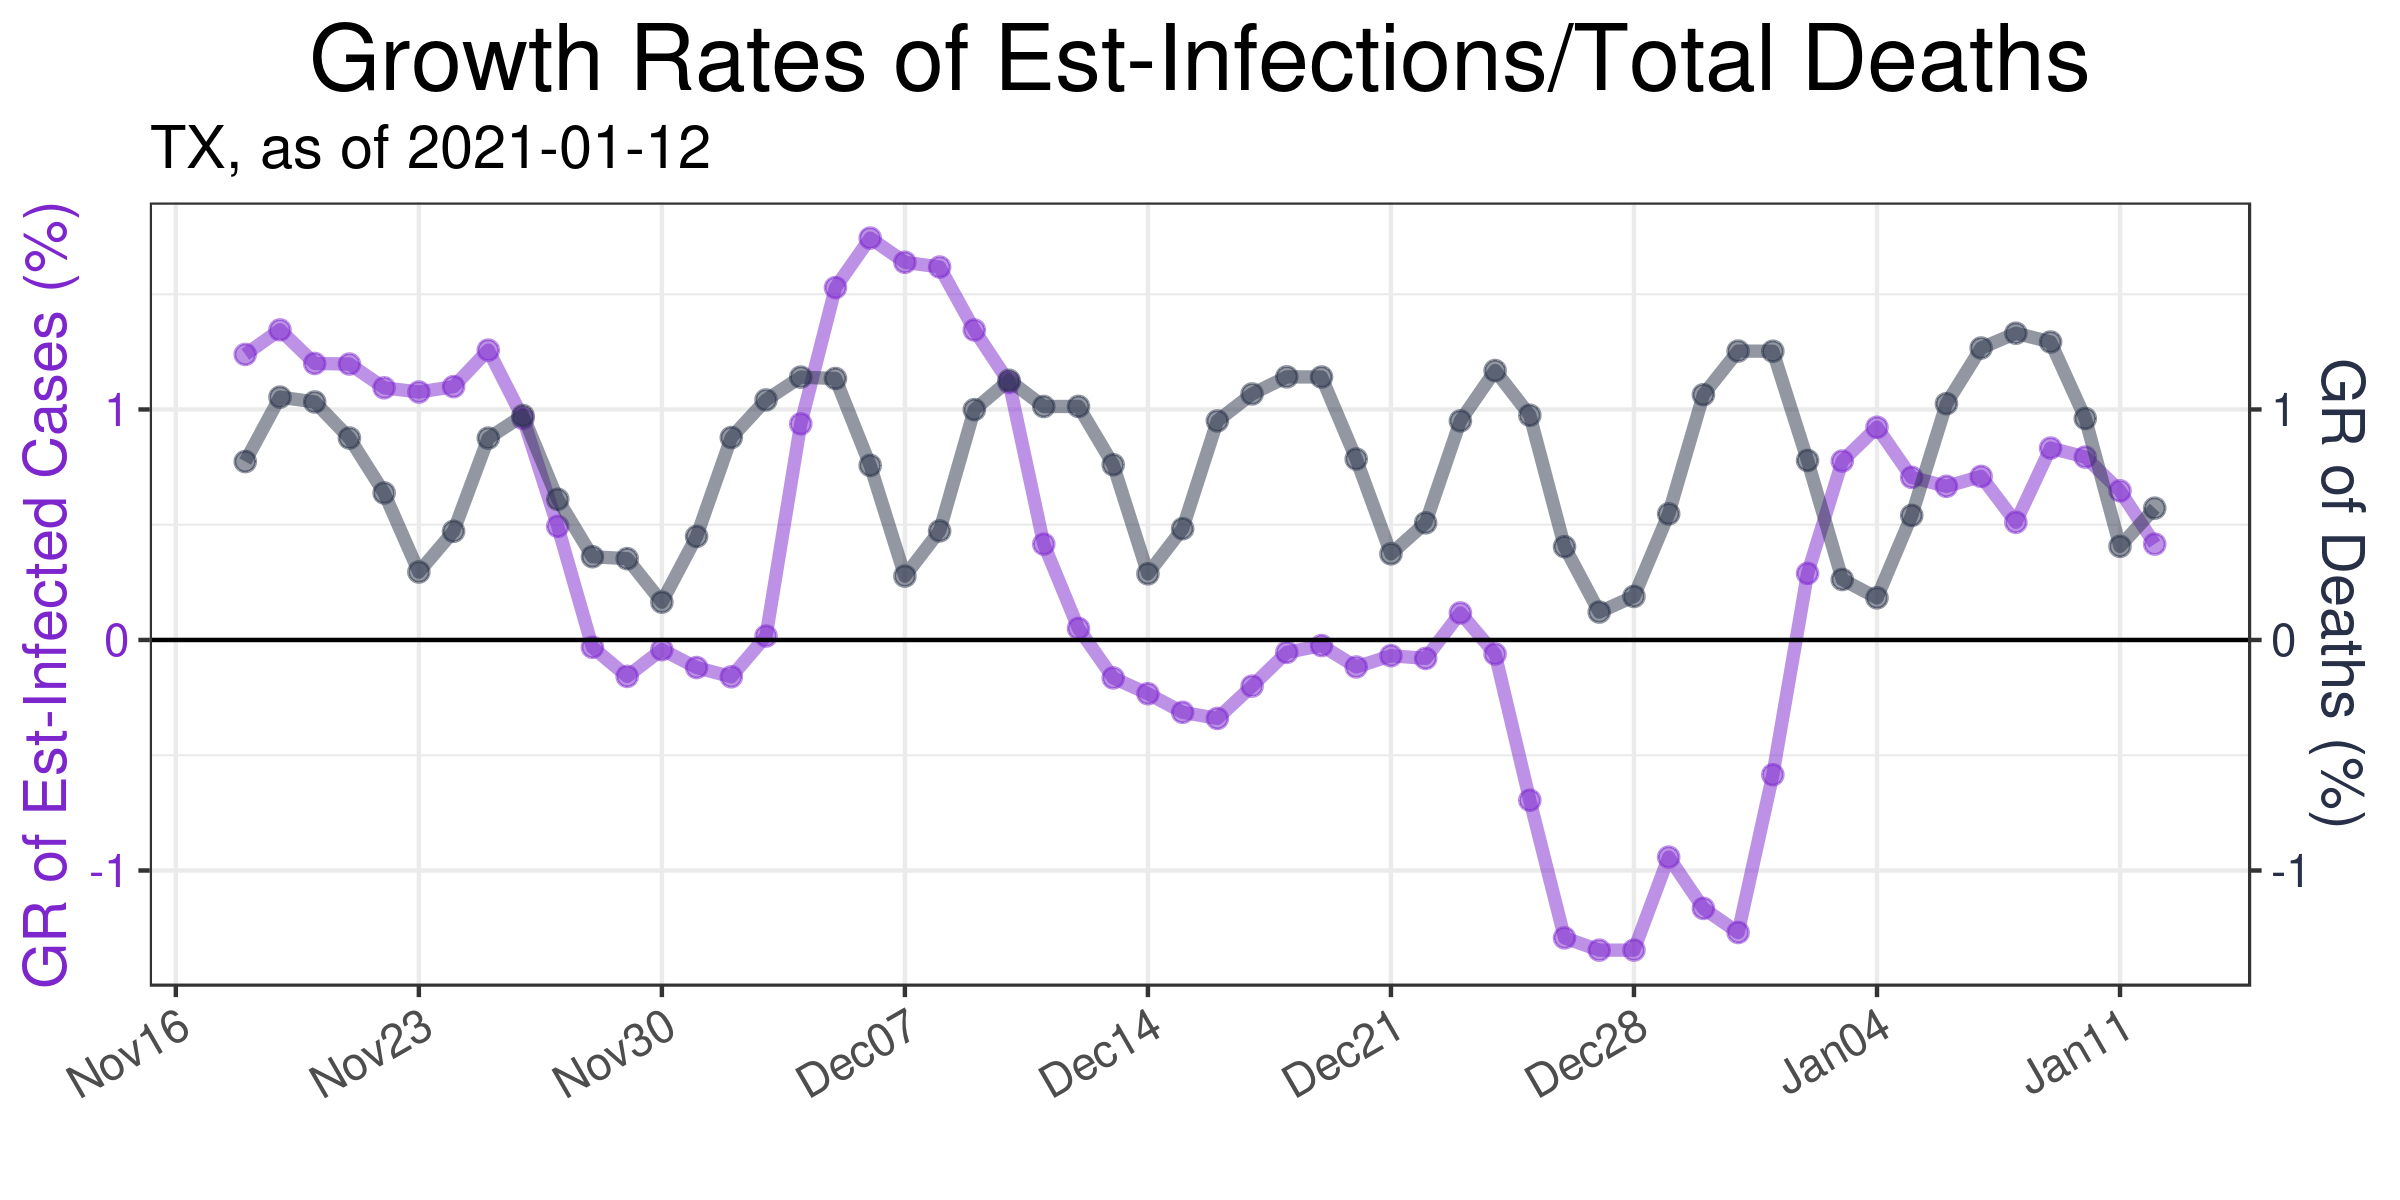 Growth Rates of Est-Infections/Total Deaths
TX, as of 2021-01-12
GR of Est-Infected Cases (%)
1
0
-1
1
0
-1
GR of Deaths (%)
Nov16
Nov23
Nov30
Dec07
Dec14
Dec21
Dec28
Jan04
Jan11